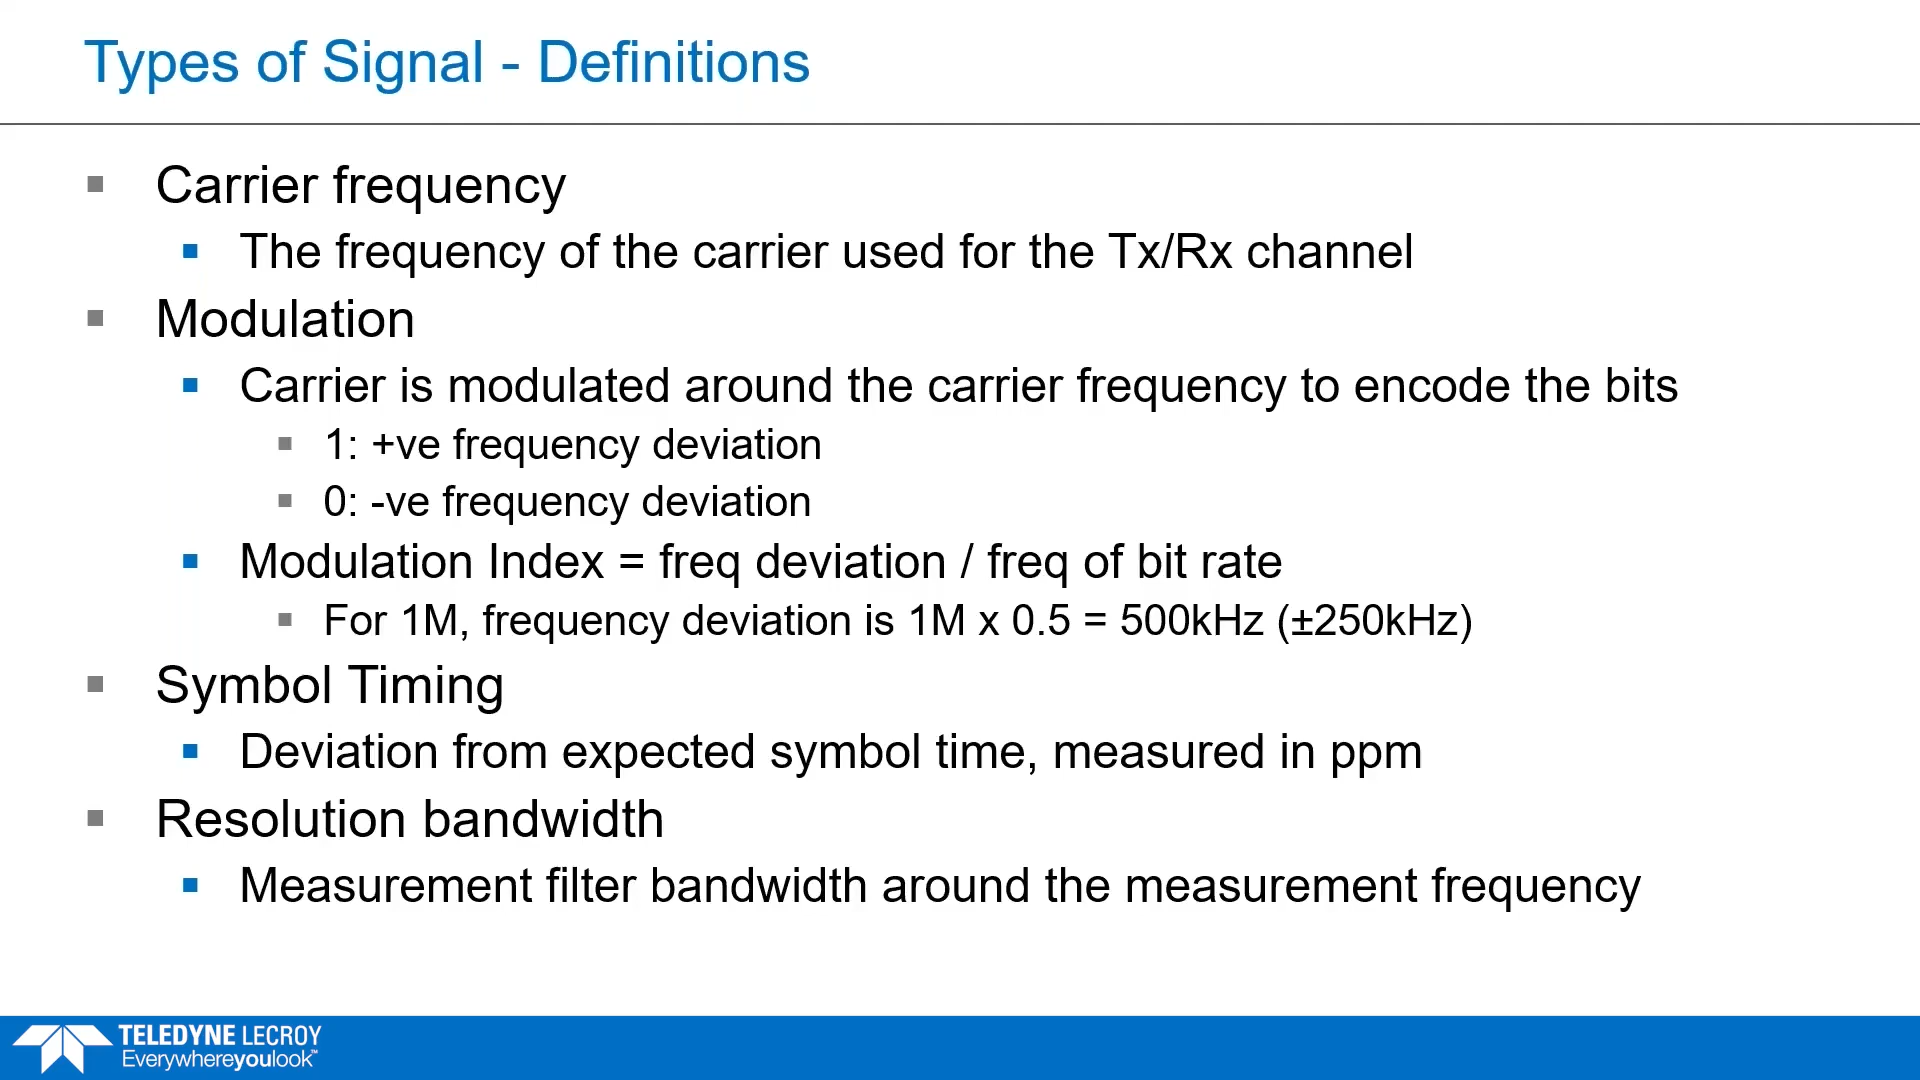 Types of Signal - Definitions
Carrier frequency
The frequency of the carrier used for the Tx/Rx channel
Modulation
Carrier is modulated around the carrier frequency to encode the bits
1: +ve frequency deviation
0: -ve frequency deviation
Modulation Index = freq deviation / freq of bit rate
For 1M, frequency deviation is 1M x 0.5 = 500kHz (±250kHz)
Symbol Timing
Deviation from expected symbol time, measured in ppm
Resolution bandwidth
Measurement filter bandwidth around the measurement frequency
TELEDYNE LECROY
Everywhereyoulook™